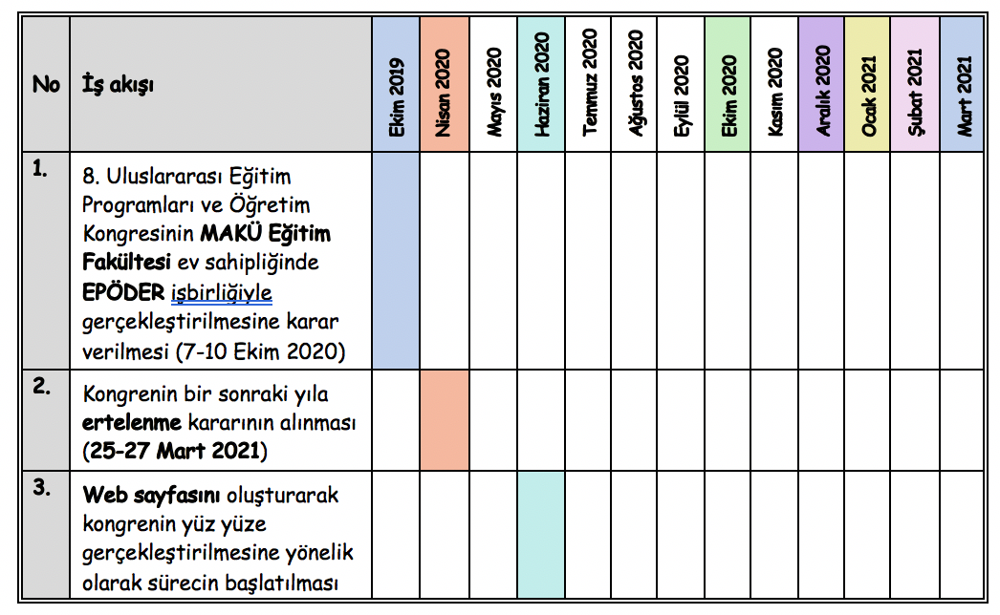 No
İş akışı
Ekim 2019
Nisan 2020
Mayıs 2020
Haziran 2020
Temmuz 2020
Ağustos 2020
Eylül 2020
Ekim 2020
Kasım 2020
Aralık 2020
Ocak 2021
Şubat 2021
Mart 2021
1.
8. Uluslararası Eğitim
Programları ve Öğretim
Kongresinin MAKÜ Eğitim
Fakültesi ev sahipliğinde
EPÖDER işbirliğiyle
gerçekleştirilmesine karar
verilmesi (7-10 Ekim 2020)
2.
Kongrenin bir sonraki yıla
ertelenme kararının alınması
(25-27 Mart 2021)
3.
Web sayfasını oluşturarak
kongrenin yüz yüze
gerçekleştirilmesine yönelik
olarak sürecin başlatılması